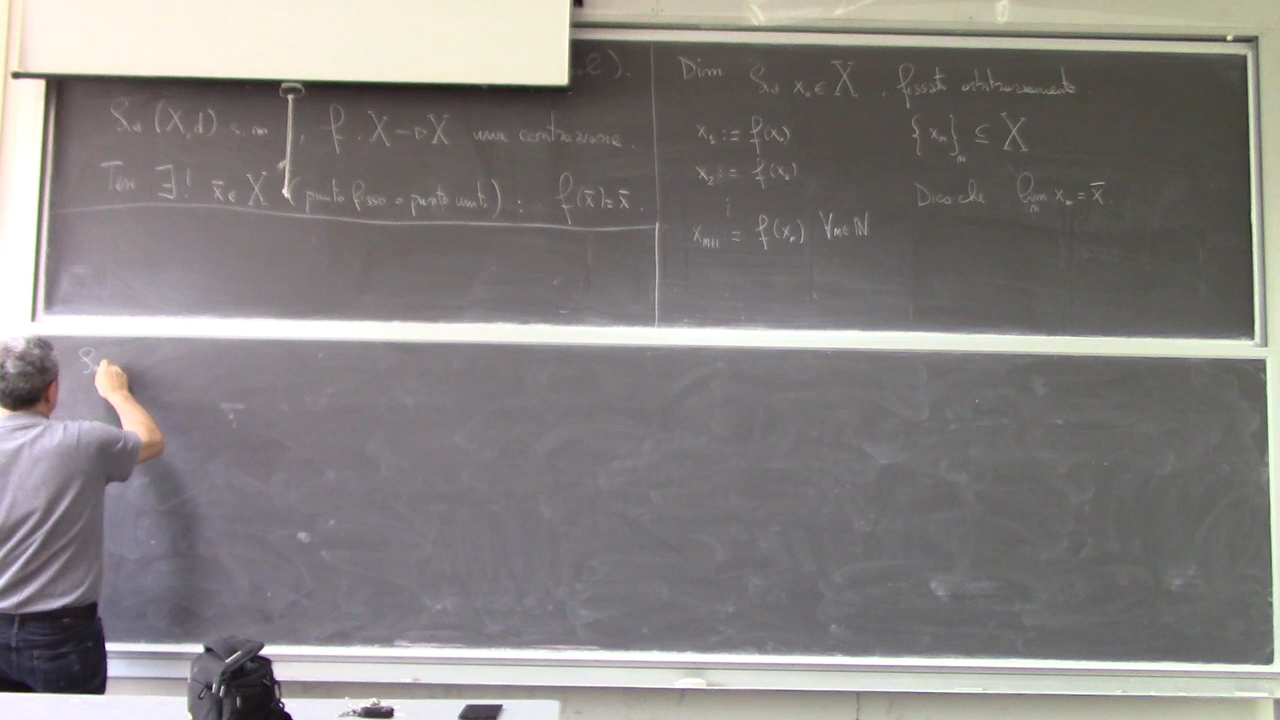 .e).
Sia (X,d) s.m , f : X → X una contrazione.
Tesi ∃! x̄ ∈ X (punto fisso o punto unito) : f(x̄) = x̄.
Dim Sia x₀ ∈ X , fissato arbitrariamente
x₁ := f(x₀)
x₂ := f(x₁)
⋮
xₙ₊₁ := f(xₙ) ∀n∈ℕ
{xₙ}ₙ ⊆ X
Dico che limₙ xₙ = x̄.